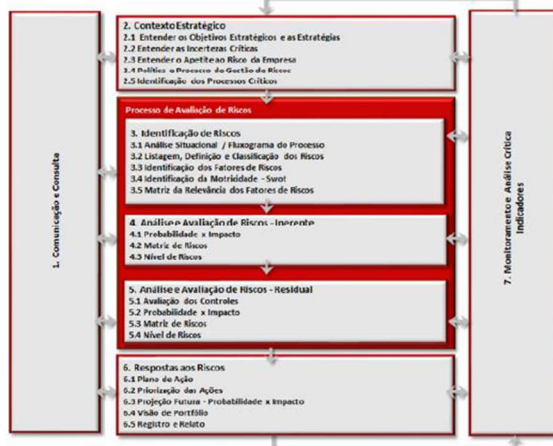 1. Comunicação e Consulta
2. Contexto Estratégico
2.1 Entender os Objetivos Estratégicos e as Estratégias
2.2 Entender as Incertezas Críticas
2.3 Entender o Apetite ao Risco da Empresa
1.4 Política e Processo de Gestão de Riscos
2.5 Identificação dos Processos Críticos
Processo de Avaliação de Riscos
3. Identificação de Riscos
3.1 Análise Situacional / Fluxograma do Processo
3.2 Listagem, Definição e Classificação dos Riscos
3.3 Identificação dos Fatores de Riscos
3.4 Identificação da Motricidade - Swot
3.5 Matriz da Relevância dos Fatores de Riscos
4. Análise e Avaliação de Riscos - Inerente
4.1 Probabilidade x Impacto
4.2 Matriz de Riscos
4.3 Nível de Riscos
5. Análise e Avaliação de Riscos - Residual
5.1 Avaliação dos Controles
5.2 Probabilidade x Impacto
5.3 Matriz de Riscos
5.4 Nível de Riscos
6. Respostas aos Riscos
6.1 Plano de Ação
6.2 Priorização das Ações
6.3 Projeção Futura - Probabilidade x Impacto
6.4 Visão de Portfólio
6.5 Registro e Relato
7. Monitoramento e Análise Crítica
Indicadores